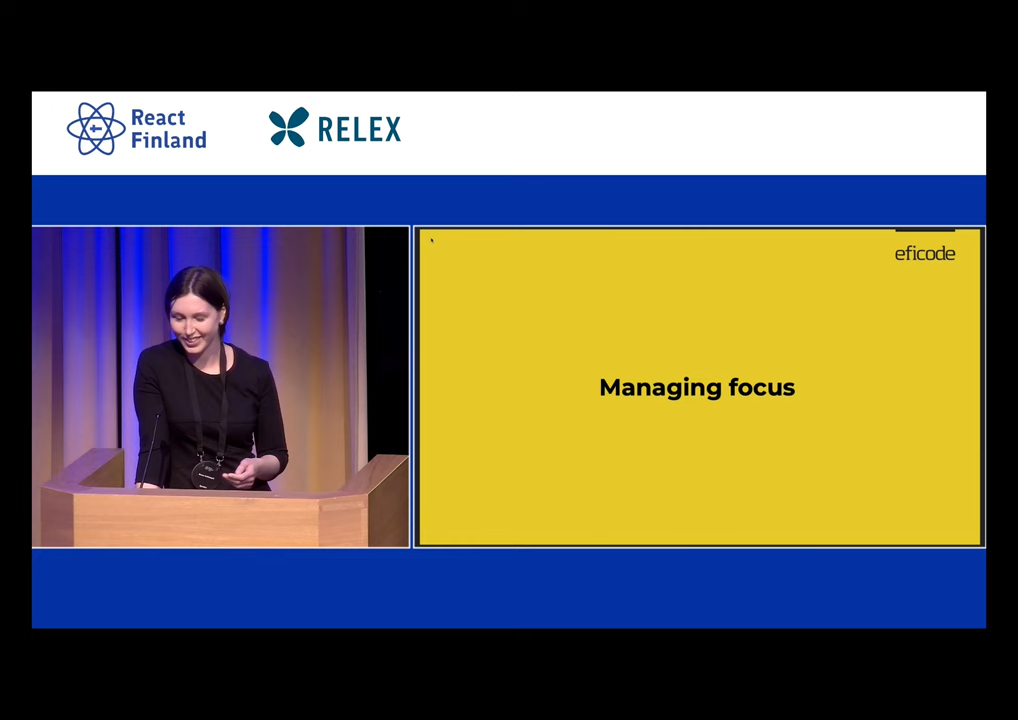 React
Finland
RELEX
eficode
Managing focus